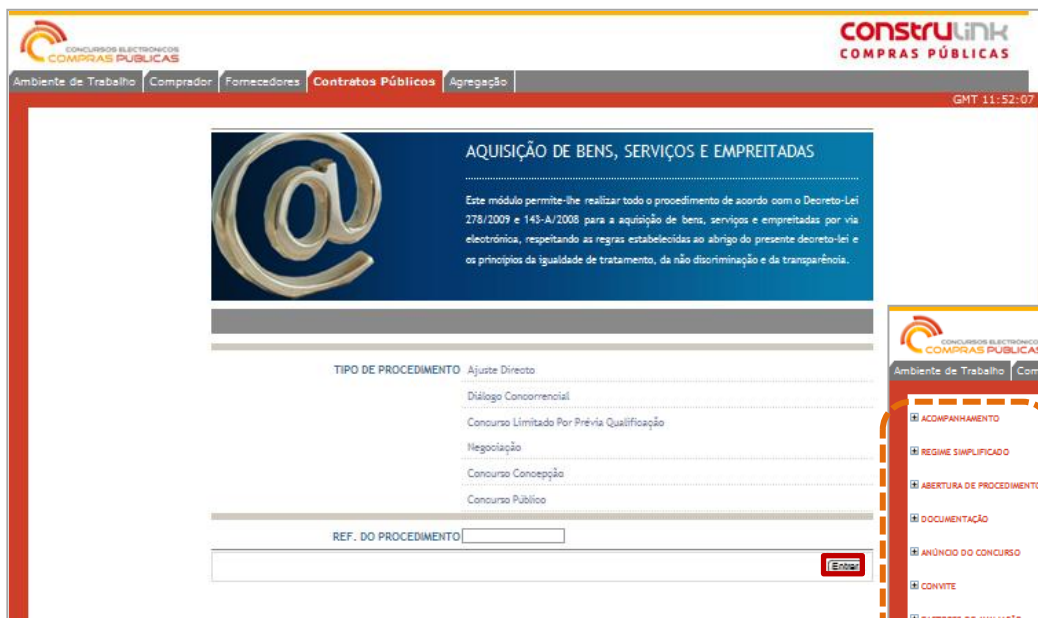 CONCURSOS ELECTRÓNICOS
COMPRAS PUBLICAS
construlink
COMPRAS PÚBLICAS
Ambiente de Trabalho Comprador Fornecedores Contratos Públicos Agregação
GMT 11:52:07
AQUISIÇÃO DE BENS, SERVIÇOS E EMPREITADAS
Este módulo permite-lhe realizar todo o procedimento de acordo com o Decreto-Lei
278/2009 e 143-A/2008 para a aquisição de bens, serviços e empreitadas por via
electrónica, respeitando as regras estabelecidas ao abrigo do presente decreto-lei e
os princípios da igualdade de tratamento, da não discriminação e da transparência.
TIPO DE PROCEDIMENTO Ajuste Directo
Diálogo Concorrencial
Concurso Limitado Por Prévia Qualificação
Negociação
Concurso Concepção
Concurso Público
REF. DO PROCEDIMENTO
Entrar
CONCURSOS ELECTRÓNICOS
COMPRAS PUBLICAS
Ambiente de Trabalho Com
ACOMPANHAMENTO
REGIME SIMPLIFICADO
ABERTURA DE PROCEDIMENTO
DOCUMENTAÇÃO
ANÚNCIO DO CONCURSO
CONVITE